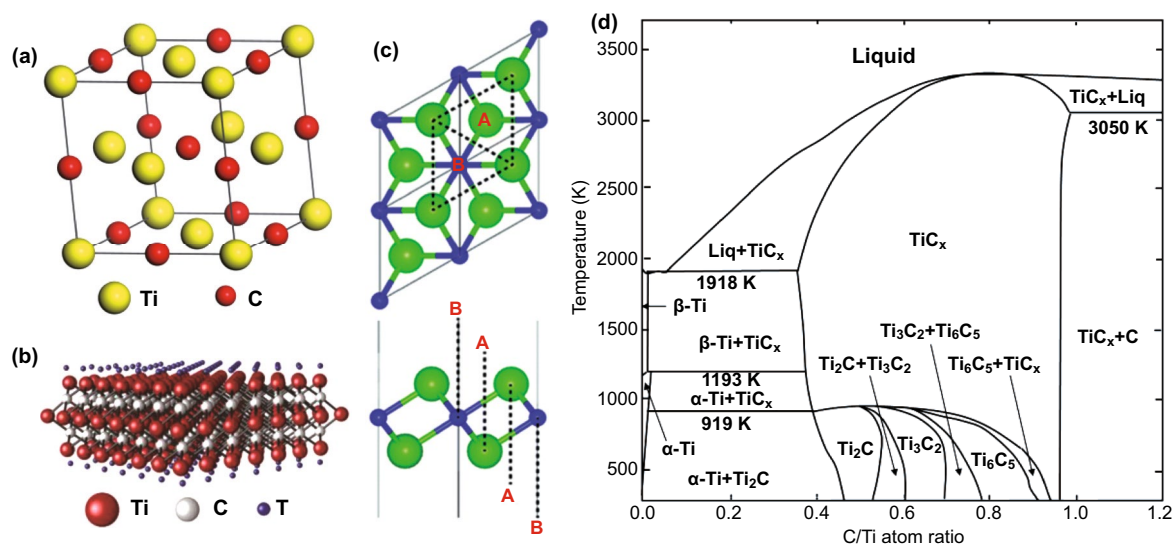 (a)
Ti
C
(b)
Ti
C
T
(c)
A
B
B
A
A
B
(d)
Temperature (K)
3500
3000
2500
2000
1500
1000
500
Liquid
TiCₓ+Liq
3050 K
TiCₓ
Liq+TiCₓ
1918 K
β-Ti
β-Ti+TiCₓ
Ti₃C₂+Ti₆C₅
Ti₂C+Ti₃C₂
Ti₆C₅+TiCₓ
TiCₓ+C
1193 K
α-Ti+TiCₓ
919 K
α-Ti
Ti₂C
Ti₃C₂
Ti₆C₅
α-Ti+Ti₂C
0.0 0.2 0.4 0.6 0.8 1.0 1.2
C/Ti atom ratio